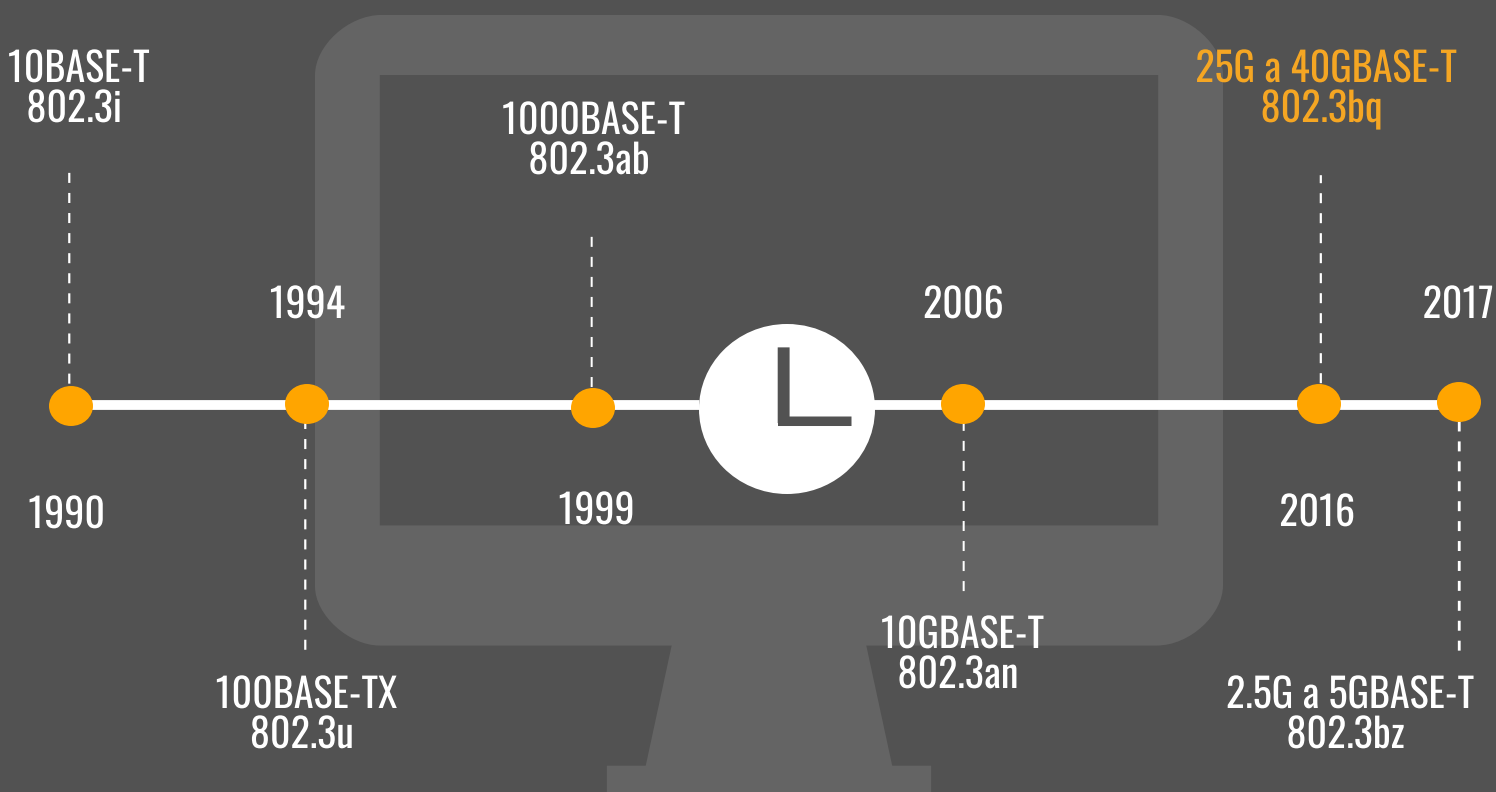 10BASE-T
802.3i
1990
1994
100BASE-TX
802.3u
1000BASE-T
802.3ab
1999
2006
10GBASE-T
802.3an
25G a 40GBASE-T
802.3bq
2016
2017
2.5G a 5GBASE-T
802.3bz